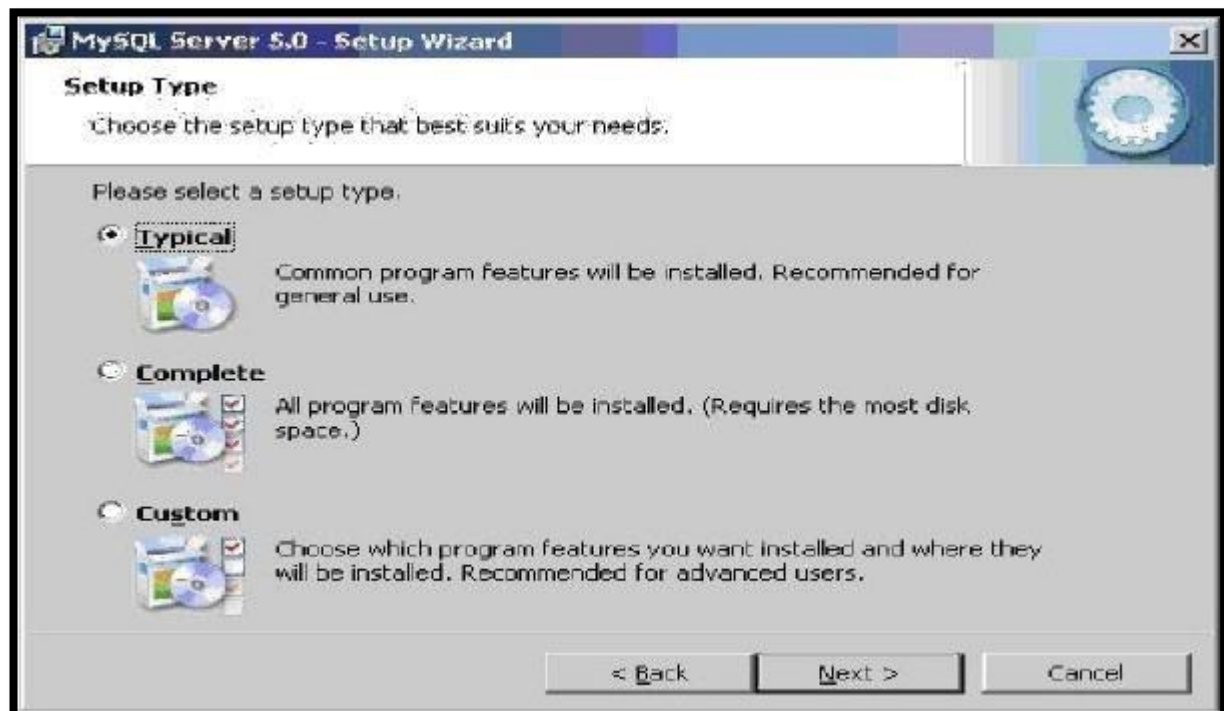 MySQL Server 5.0 - Setup Wizard
Setup Type
Choose the setup type that best suits your needs.
Please select a setup type.
Typical
Common program features will be installed. Recommended for
general use.
Complete
All program features will be installed. (Requires the most disk
space.)
Custom
Choose which program features you want installed and where they
will be installed. Recommended for advanced users.
< Back
Next >
Cancel